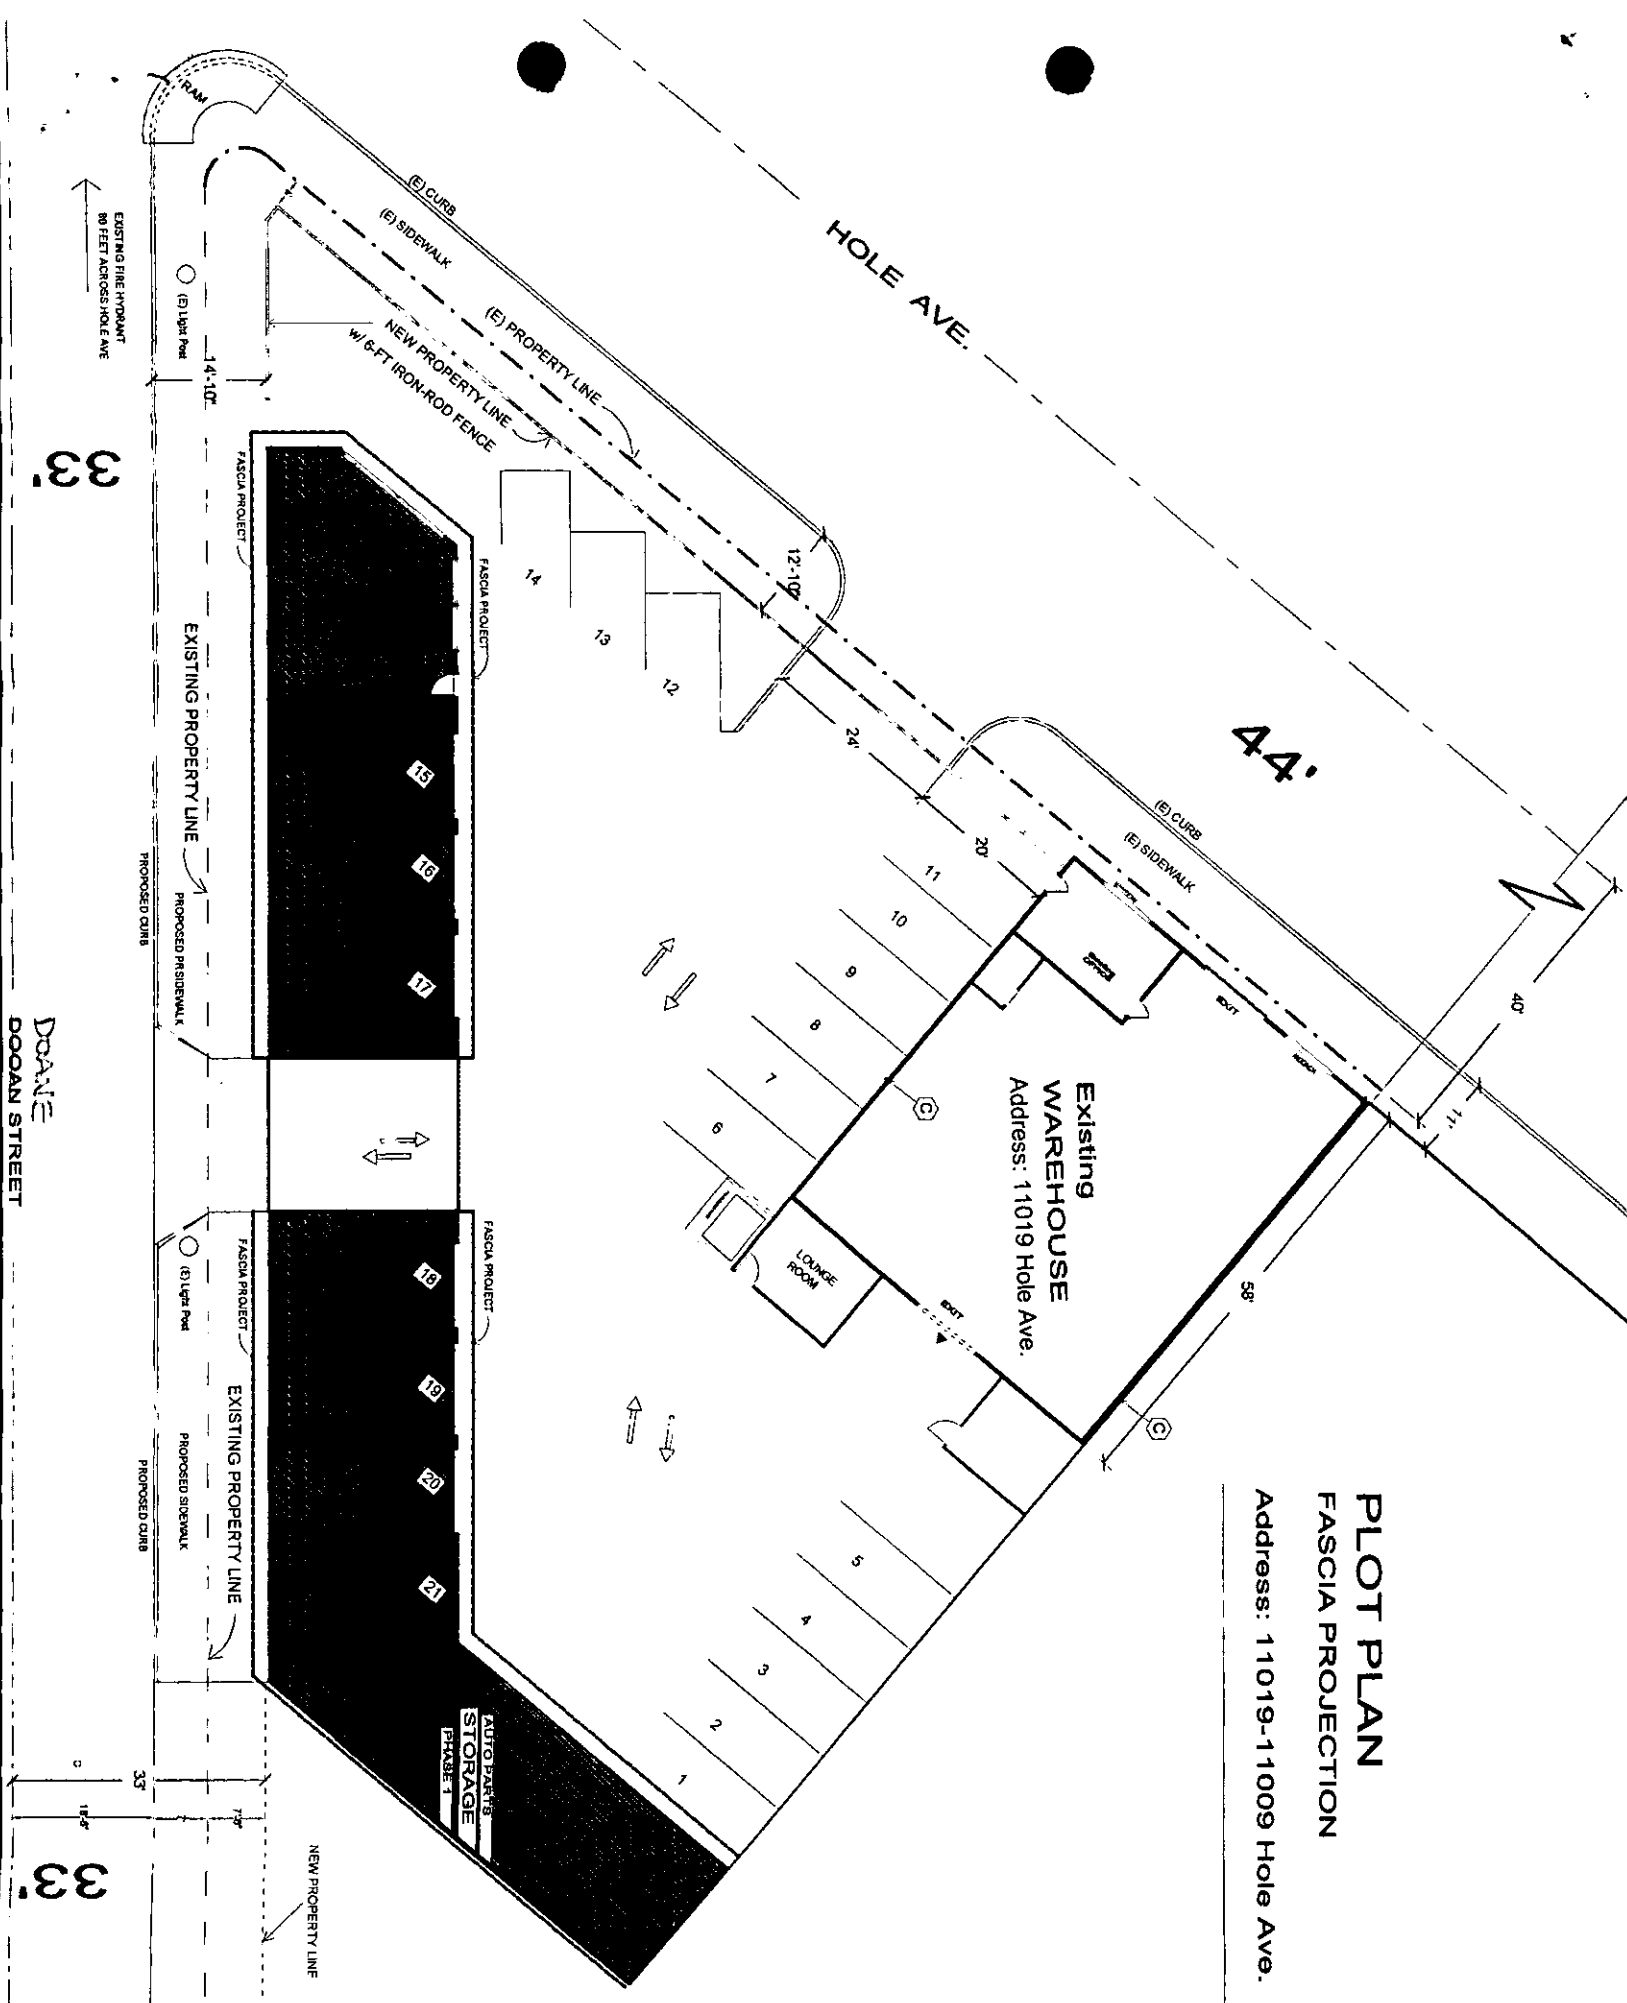 PLOT PLAN
FASCIA PROJECTION
Address: 11019-11009 Hole Ave.
HOLE AVE.
44'
(E) CURB
(E) SIDEWALK
(E) PROPERTY LINE
NEW PROPERTY LINE
w/ 6-FT IRON-ROD FENCE
RAM
EXISTING FIRE HYDRANT
80 FEET ACROSS HOLE AVE
(E) Light Post
14'-10"
33'
FASCIA PROJECT
FASCIA PROJECT
EXISTING PROPERTY LINE
PROPOSED CURB
PROPOSED PRSIDEWALK
12'-10"
24'
20'
(E) CURB
(E) SIDEWALK
40'
11'
58'
14
13
12
11
10
9
8
7
6
5
4
3
2
1
15
16
17
18
19
20
21
Existing
WAREHOUSE
Address: 11019 Hole Ave.
OFFICE
EXIT
C
LOUNGE
ROOM
EXIT
C
DOANE
DOOAN STREET
FASCIA PROJECT
FASCIA PROJECT
(E) Light Post
EXISTING PROPERTY LINE
PROPOSED SIDEWALK
PROPOSED CURB
AUTO PARTS
STORAGE
PHASE 1
33'
7'-8"
33'
NEW PROPERTY LINE